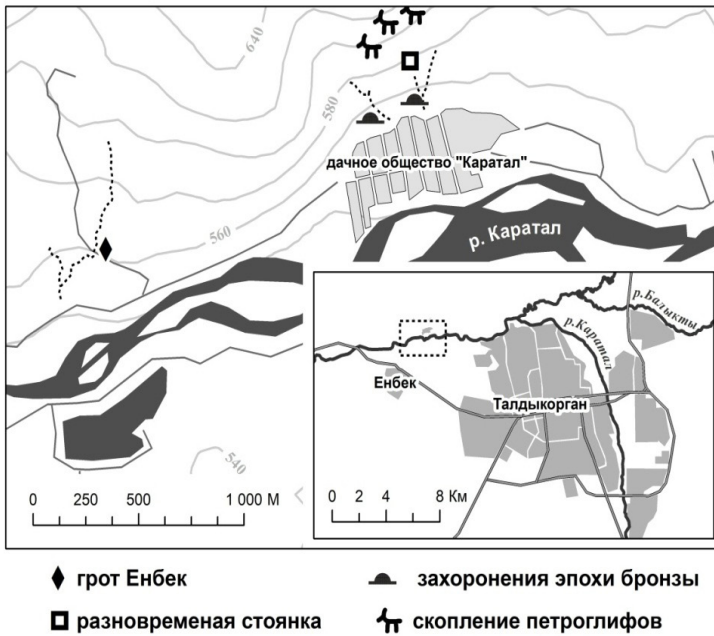 640
580
дачное общество "Каратал"
560
р. Каратал
р.Балыкты
р.Каратал
Енбек
Талдыкорган
540
0 250 500 1 000 М
0 2 4 8 Км
грот Енбек
захоронения эпохи бронзы
разновременая стоянка
скопление петроглифов